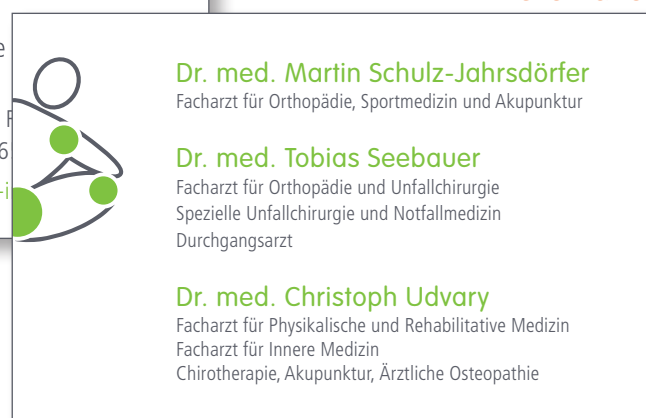 Dr. med. Martin Schulz-Jahrsdörfer
Facharzt für Orthopädie, Sportmedizin und Akupunktur
Dr. med. Tobias Seebauer
Facharzt für Orthopädie und Unfallchirurgie
Spezielle Unfallchirurgie und Notfallmedizin
Durchgangsarzt
Dr. med. Christoph Udvary
Facharzt für Physikalische und Rehabilitative Medizin
Facharzt für Innere Medizin
Chirotherapie, Akupunktur, Ärztliche Osteopathie